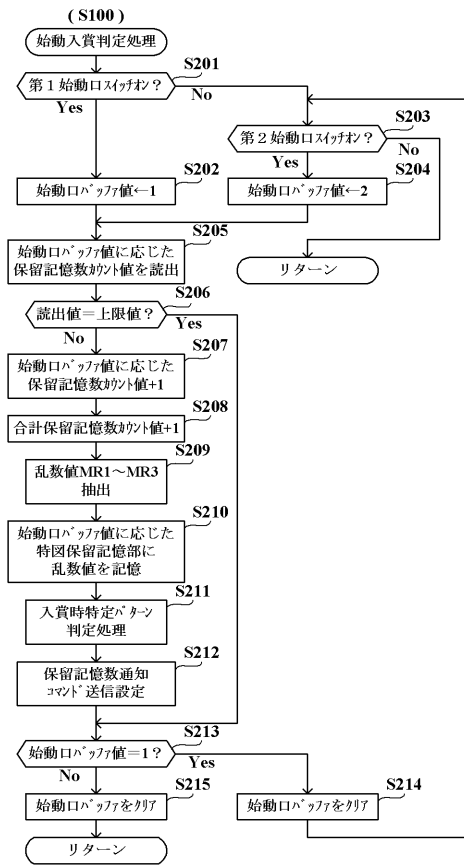 (S100)
始動入賞判定処理
S201
第1始動口スイッチオン?
Yes
No
S203
第2始動口スイッチオン?
Yes
No
S202
始動口バッファ値←1
S204
始動口バッファ値←2
S205
始動口バッファ値に応じた
保留記憶数カウント値を読出
リターン
S206
読出値=上限値?
No
Yes
S207
始動口バッファ値に応じた
保留記憶数カウント値+1
S208
合計保留記憶数カウント値+1
S209
乱数値MR1~MR3
抽出
S210
始動口バッファ値に応じた
特図保留記憶部に
乱数値を記憶
S211
入賞時特定パターン
判定処理
S212
保留記憶数通知
コマンド送信設定
S213
始動口バッファ値=1?
No
Yes
S215
始動口バッファをクリア
S214
始動口バッファをクリア
リターン